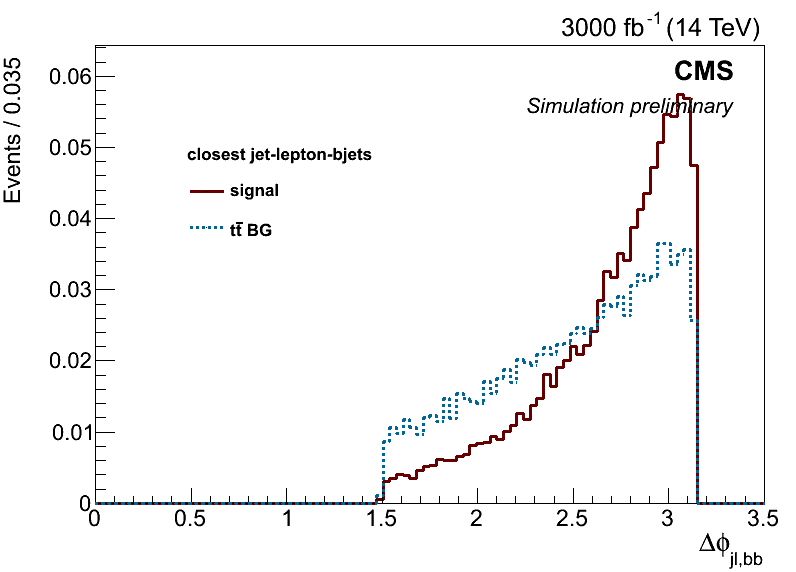 3000 fb⁻¹ (14 TeV)
CMS
Simulation preliminary
Events / 0.035
closest jet-lepton-bjets
signal
tt̄ BG
0.06
0.05
0.04
0.03
0.02
0.01
0
0 0.5 1 1.5 2 2.5 3 3.5
Δϕjl,bb